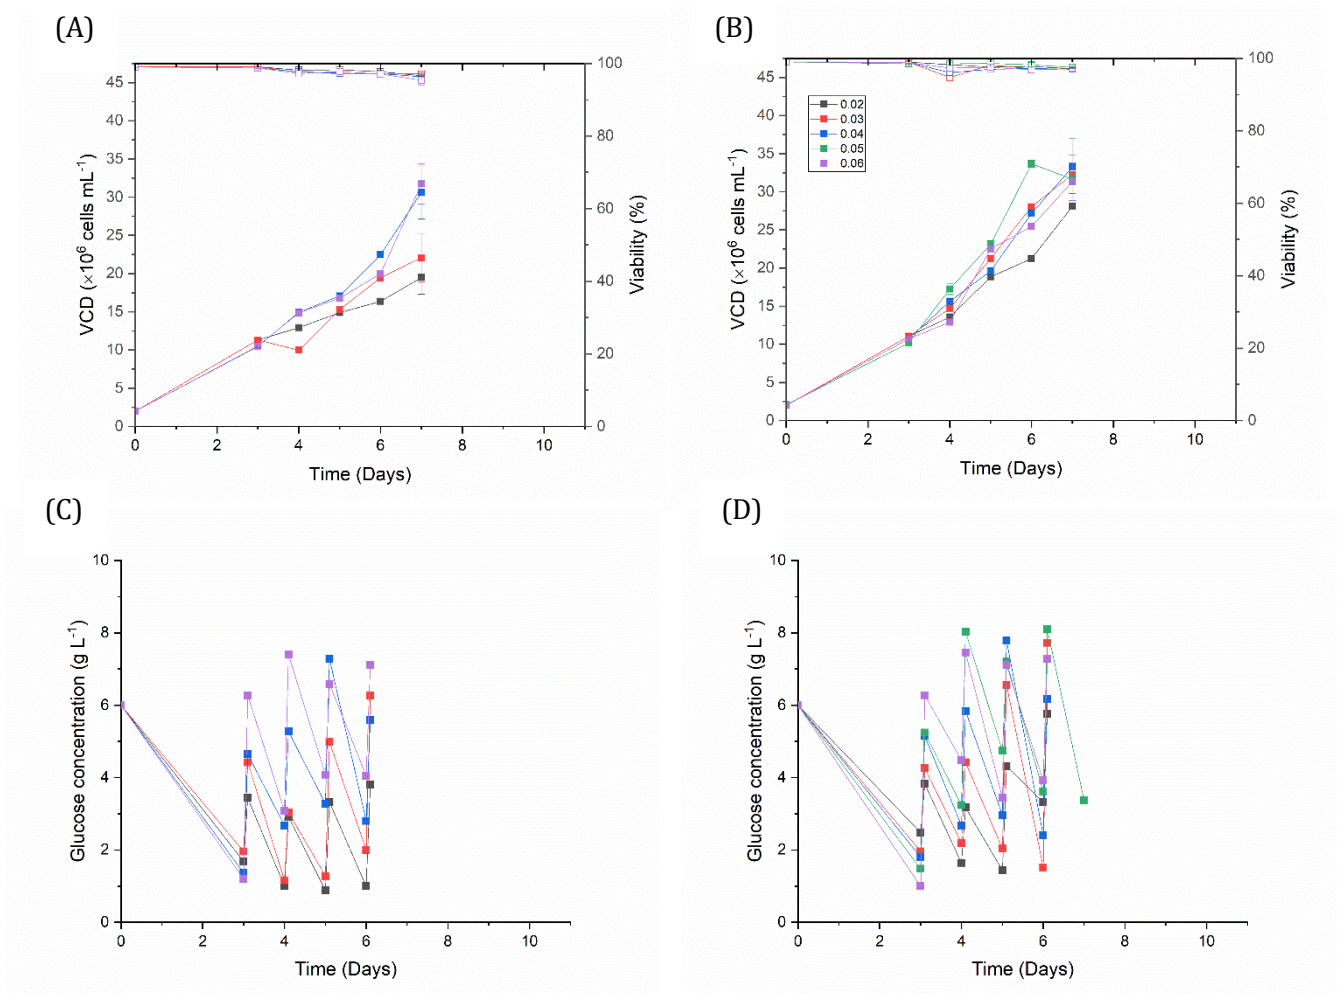 (A)
(B)
45
40
35
30
25
20
15
10
5
0
VCD (×10⁶ cells mL⁻¹)
100
80
60
40
20
0
Viability (%)
0 2 4 6 8 10
Time (Days)
45
40
35
30
25
20
15
10
5
0
VCD (×10⁶ cells mL⁻¹)
0.02
0.03
0.04
0.05
0.06
100
80
60
40
20
0
Viability (%)
0 2 4 6 8 10
Time (Days)
(C)
(D)
10
8
6
4
2
0
Glucose concentration (g L⁻¹)
0 2 4 6 8 10
Time (Days)
10
8
6
4
2
0
Glucose concentration (g L⁻¹)
0 2 4 6 8 10
Time (Days)